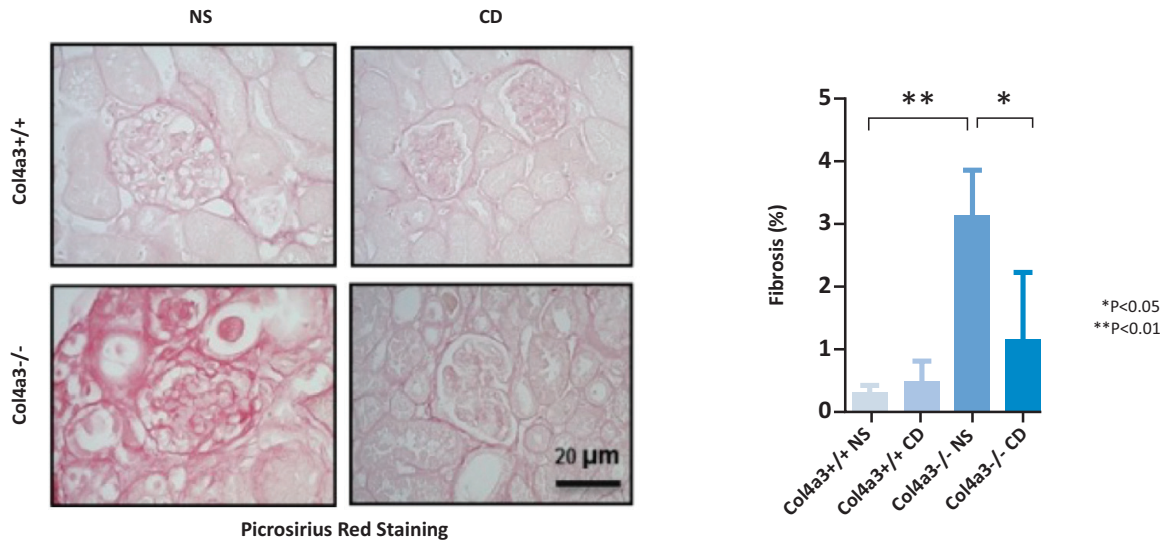 NS
CD
Col4a3+/+
Col4a3-/-
20 µm
Picrosirius Red Staining
Fibrosis (%)
5
4
3
2
1
0
**
*
Col4a3+/+ NS
Col4a3+/+ CD
Col4a3-/- NS
Col4a3-/- CD
*P<0.05
**P<0.01